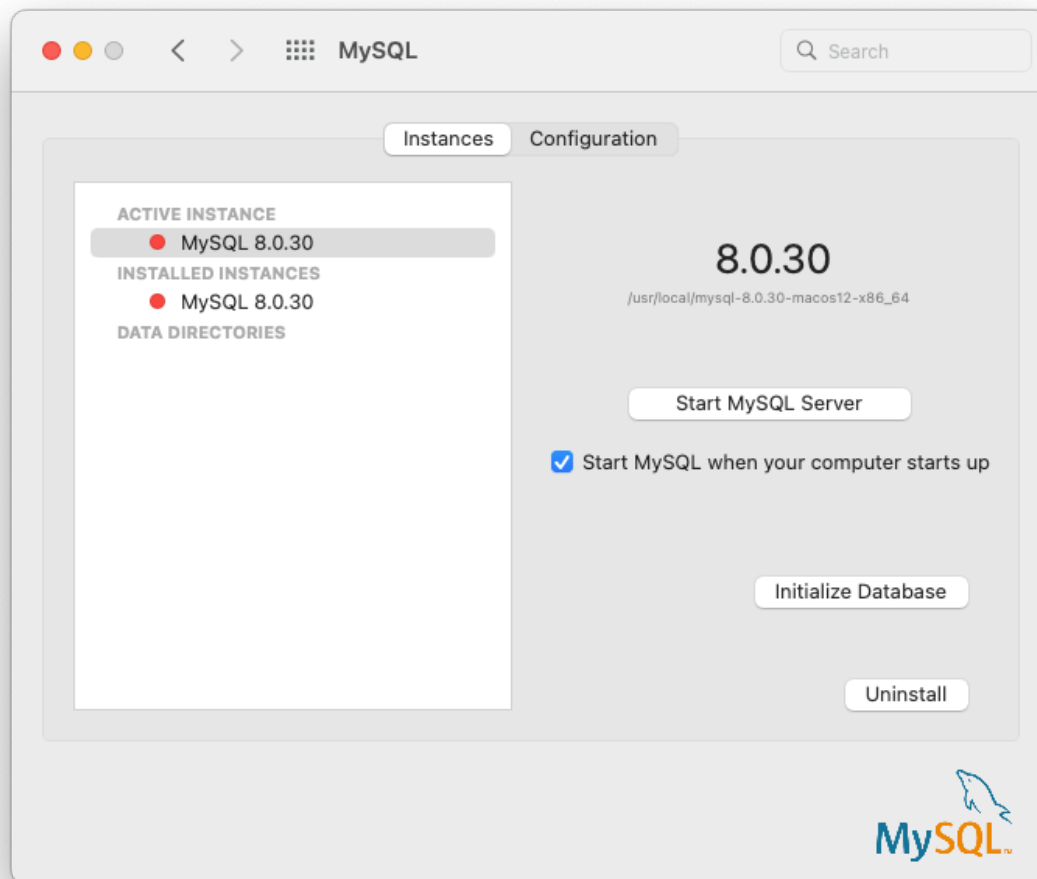 MySQL
Search
Instances
Configuration
ACTIVE INSTANCE
MySQL 8.0.30
INSTALLED INSTANCES
MySQL 8.0.30
DATA DIRECTORIES
8.0.30
/usr/local/mysql-8.0.30-macos12-x86_64
Start MySQL Server
Start MySQL when your computer starts up
Initialize Database
Uninstall
MySQL™